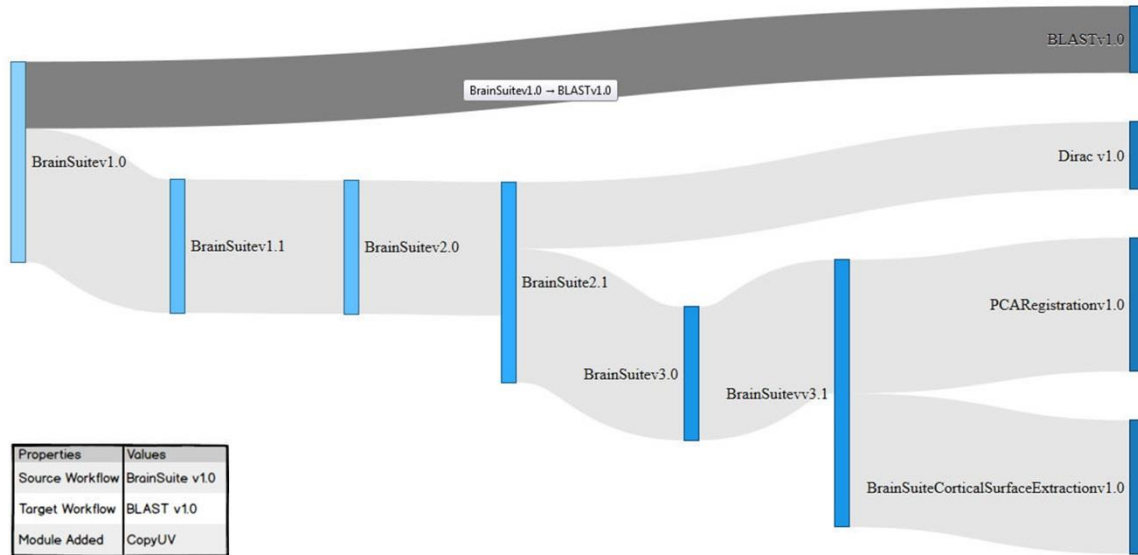 BLASTv1.0
BrainSuitev1.0 → BLASTv1.0
Dirac v1.0
BrainSuitev1.0
BrainSuitev1.1
BrainSuitev2.0
BrainSuite2.1
PCARegistrationv1.0
BrainSuitev3.0
BrainSuitevv3.1
BrainSuiteCorticalSurfaceExtractionv1.0
Properties Values
Source Workflow BrainSuite v1.0
Target Workflow BLAST v1.0
Module Added CopyUV